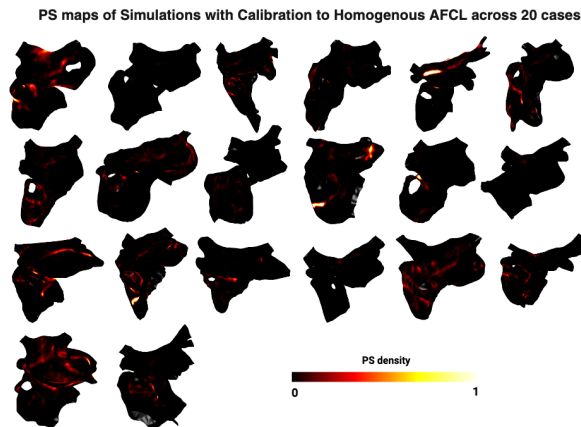 PS maps of Simulations with Calibration to Homogenous AFCL across 20 cases
PS density
0 1